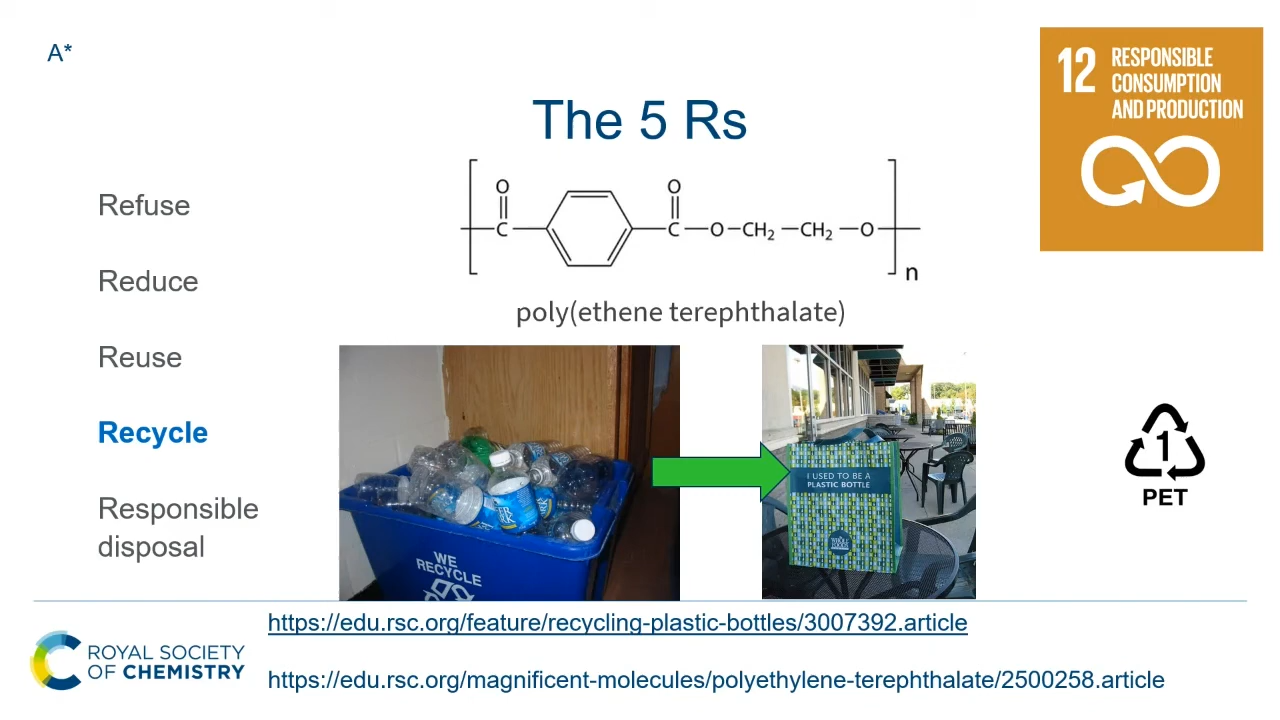 A*
12 RESPONSIBLE
CONSUMPTION
AND PRODUCTION
The 5 Rs
Refuse
Reduce
Reuse
Recycle
Responsible
disposal
O O
C C O CH₂ CH₂ O
n
poly(ethene terephthalate)
WE
RECYCLE
I USED TO BE A
PLASTIC BOTTLE
WHOLE
FOODS
1
PET
https://edu.rsc.org/feature/recycling-plastic-bottles/3007392.article
https://edu.rsc.org/magnificent-molecules/polyethylene-terephthalate/2500258.article
ROYAL SOCIETY
OF CHEMISTRY